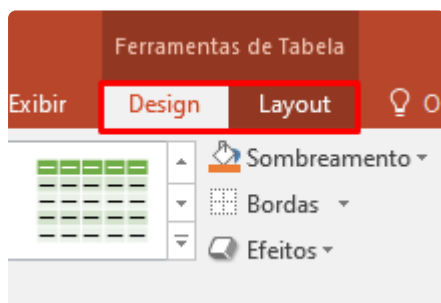 Ferramentas de Tabela
Exibir Design Layout O
Sombreamento
Bordas
Efeitos